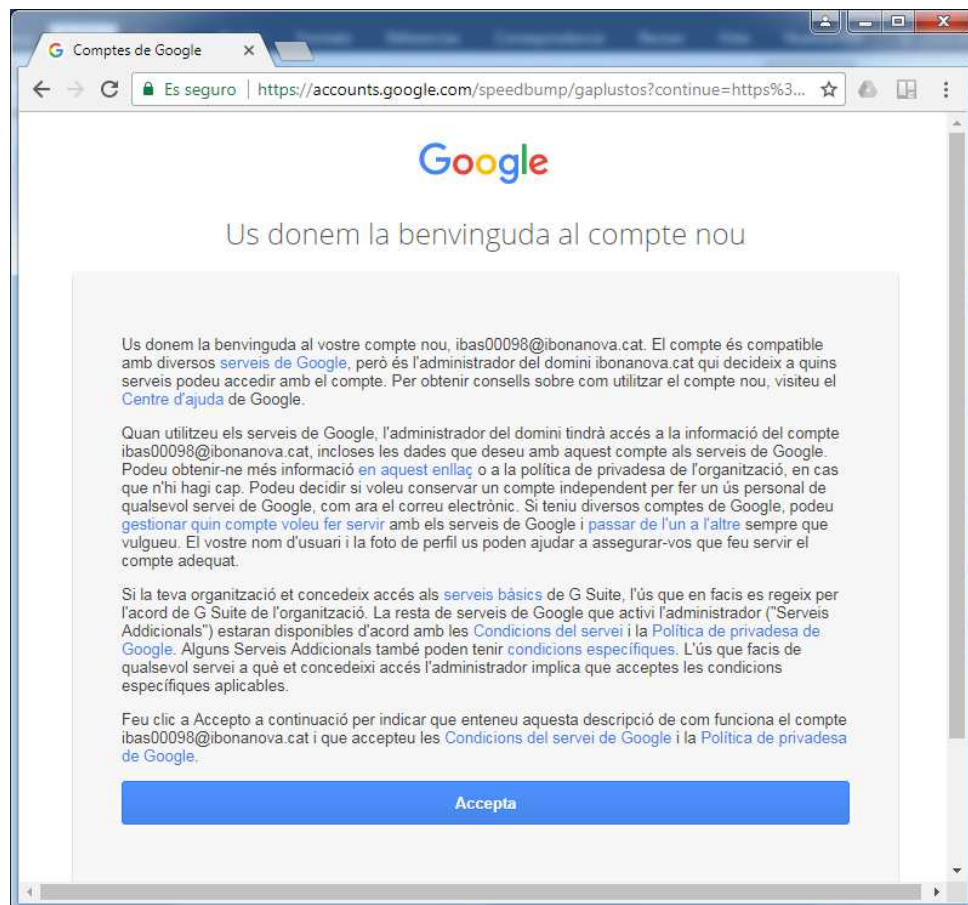 Comptes de Google
Es seguro | https://accounts.google.com/speedbump/gaplustos?continue=https%3...
Google
Us donem la benvinguda al compte nou
Us donem la benvinguda al vostre compte nou, ibas00098@ibonanova.cat. El compte és compatible
amb diversos serveis de Google, però és l'administrador del domini ibonanova.cat qui decideix a quins
serveis podeu accedir amb el compte. Per obtenir consells sobre com utilitzar el compte nou, visiteu el
Centre d'ajuda de Google.
Quan utilitzeu els serveis de Google, l'administrador del domini tindrà accés a la informació del compte
ibas00098@ibonanova.cat, incloses les dades que deseu amb aquest compte als serveis de Google.
Podeu obtenir-ne més informació en aquest enllaç o a la política de privadesa de l'organització, en cas
que n'hi hagi cap. Podeu decidir si voleu conservar un compte independent per fer un ús personal de
qualsevol servei de Google, com ara el correu electrònic. Si teniu diversos comptes de Google, podeu
gestionar quin compte voleu fer servir amb els serveis de Google i passar de l'un a l'altre sempre que
vulgueu. El vostre nom d'usuari i la foto de perfil us poden ajudar a assegurar-vos que feu servir el
compte adequat.
Si la teva organització et concedeix accés als serveis bàsics de G Suite, l'ús que en facis es regeix per
l'acord de G Suite de l'organització. La resta de serveis de Google que activi l'administrador ("Serveis
Addicionals") estaran disponibles d'acord amb les Condicions del servei i la Política de privadesa de
Google. Alguns Serveis Addicionals també poden tenir condicions específiques. L'ús que facis de
qualsevol servei a què et concedeixi accés l'administrador implica que acceptes les condicions
específiques aplicables.
Feu clic a Accepto a continuació per indicar que enteneu aquesta descripció de com funciona el compte
ibas00098@ibonanova.cat i que accepteu les Condicions del servei de Google i la Política de privadesa
de Google.
Accepta